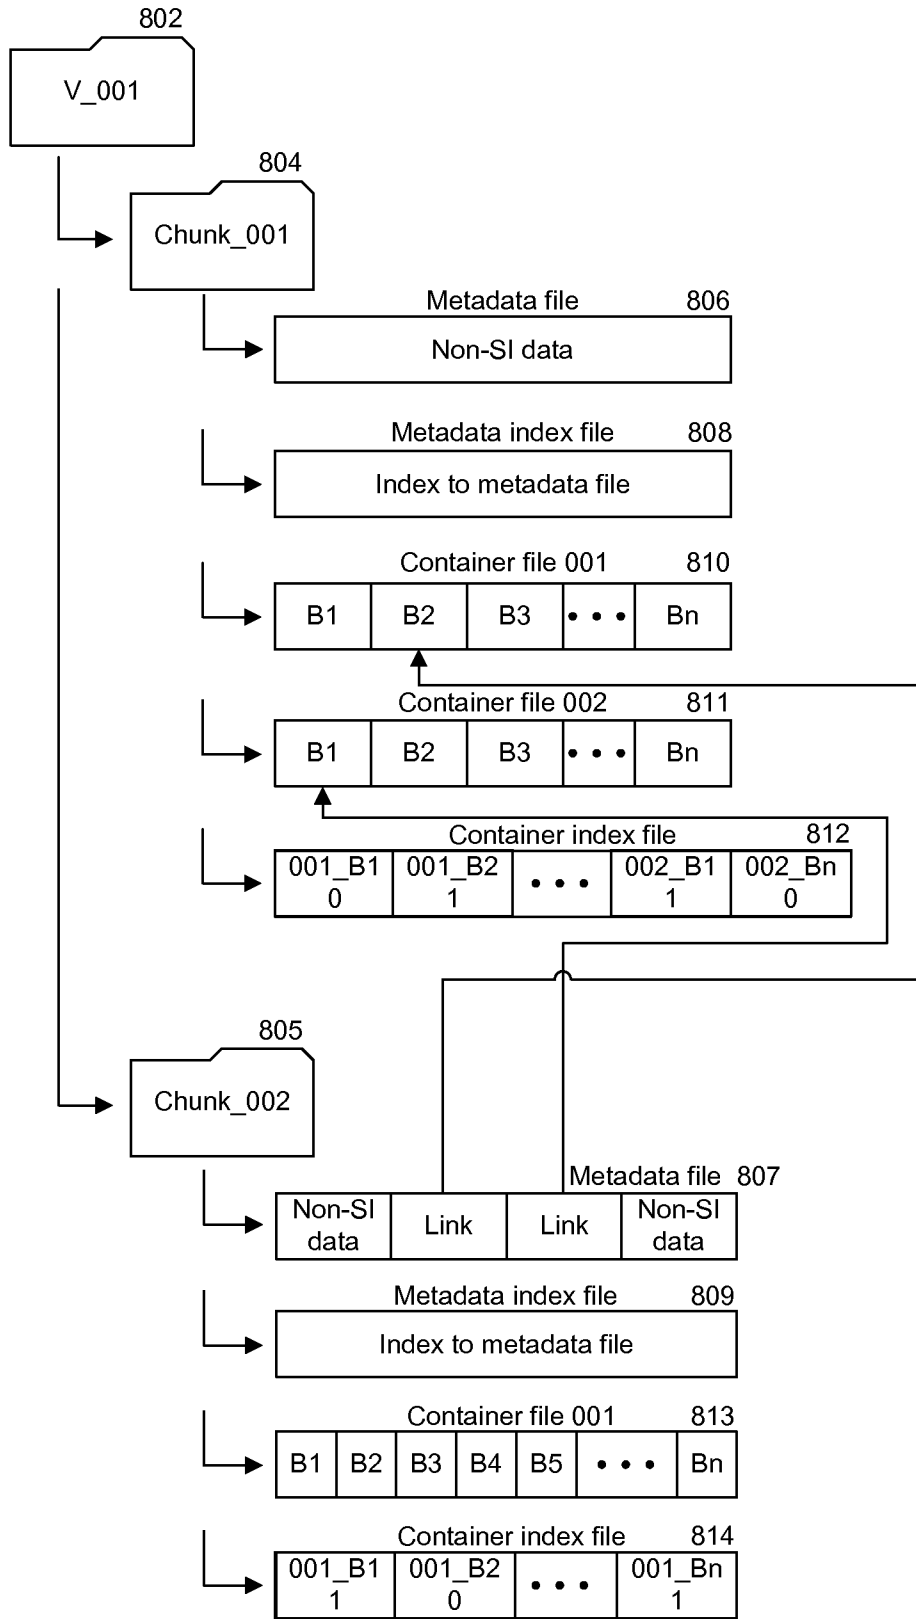 802
V_001
804
Chunk_001
Metadata file 806
Non-SI data
Metadata index file 808
Index to metadata file
Container file 001 810
B1 B2 B3 • • • Bn
Container file 002 811
B1 B2 B3 • • • Bn
Container index file 812
001_B1 001_B2 • • • 002_B1 002_Bn
0 1 1 0
805
Chunk_002
Metadata file 807
Non-SI Link Link Non-SI
data data
Metadata index file 809
Index to metadata file
Container file 001 813
B1 B2 B3 B4 B5 • • • Bn
Container index file 814
001_B1 001_B2 • • • 001_Bn
1 0 1